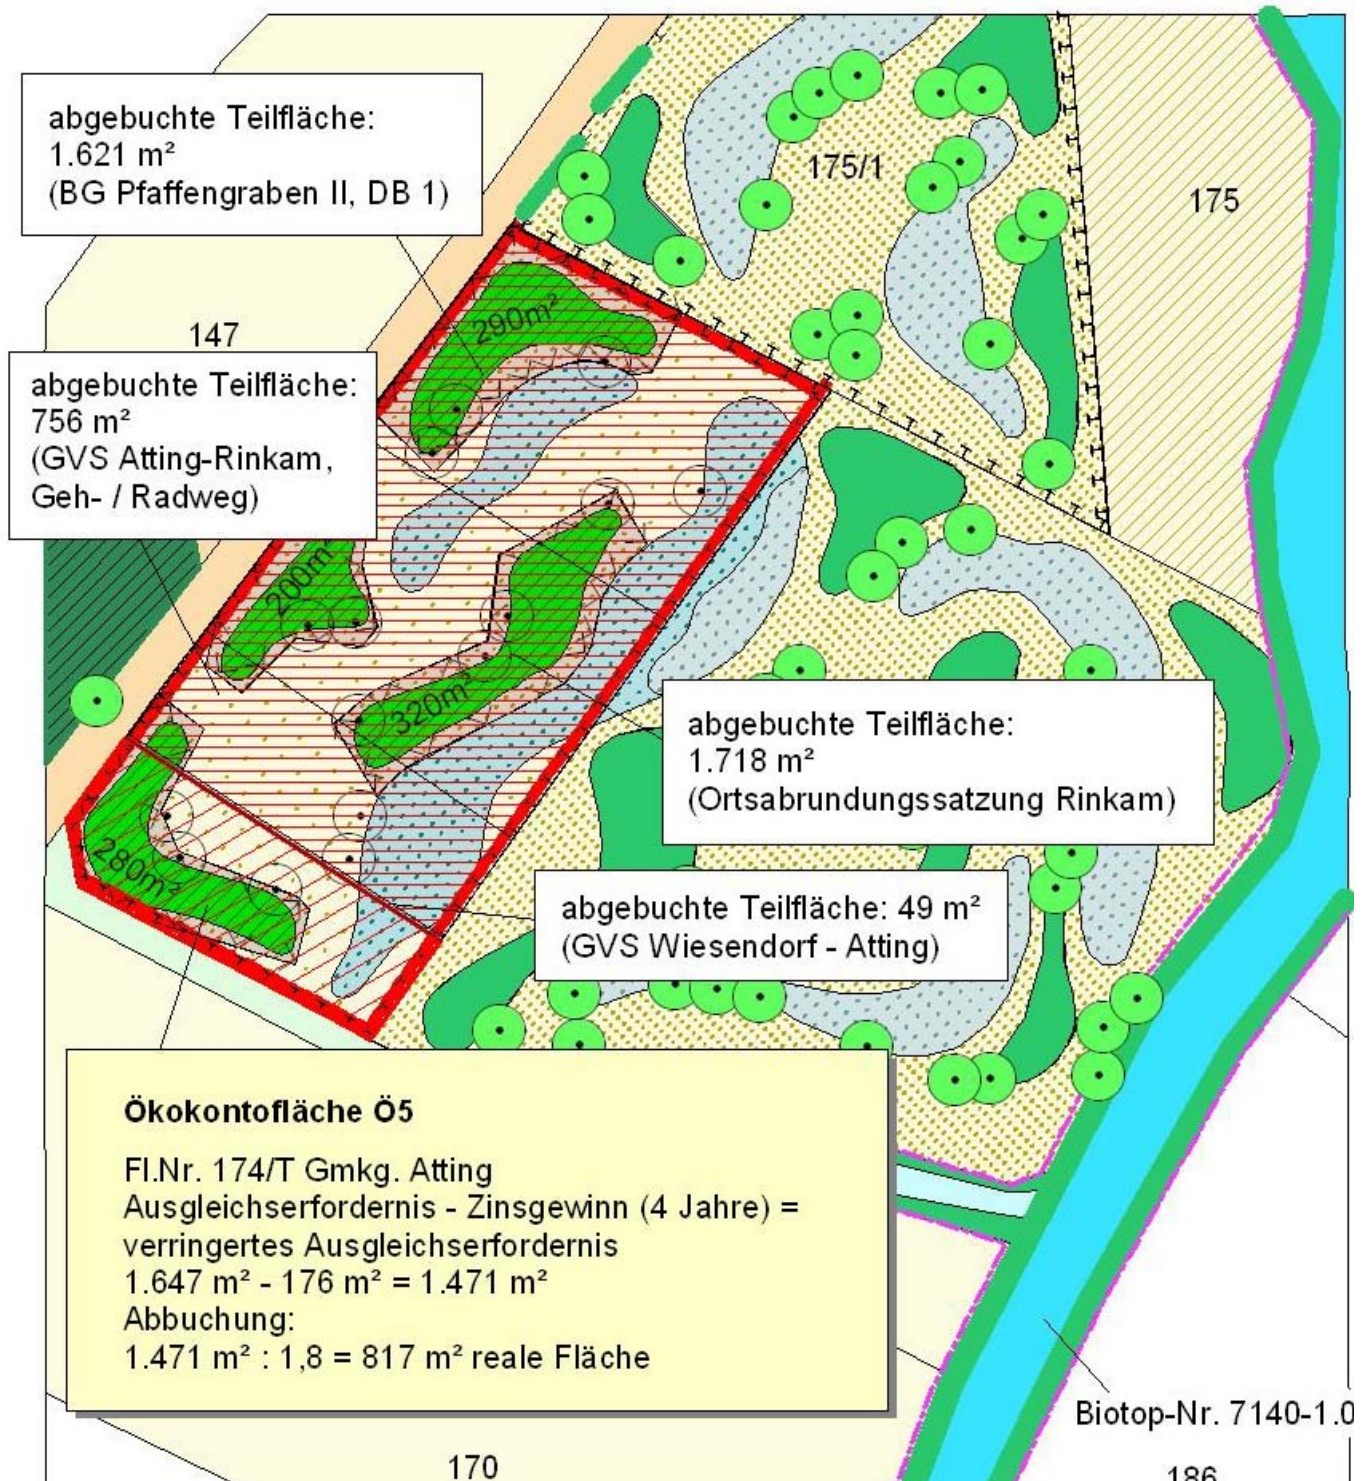 abgebuchte Teilfläche:
1.621 m²
(BG Pfaffengraben II, DB 1)
175/1
175
147
290m²
abgebuchte Teilfläche:
756 m²
(GVS Atting-Rinkam,
Geh- / Radweg)
200m²
320m²
abgebuchte Teilfläche:
1.718 m²
(Ortsabrundungssatzung Rinkam)
280m²
abgebuchte Teilfläche: 49 m²
(GVS Wiesendorf - Atting)
Ökokontofläche Ö5
Fl.Nr. 174/T Gmkg. Atting
Ausgleichserfordernis - Zinsgewinn (4 Jahre) =
verringertes Ausgleichserfordernis
1.647 m² - 176 m² = 1.471 m²
Abbuchung:
1.471 m² : 1,8 = 817 m² reale Fläche
Biotop-Nr. 7140-1.0
170
186